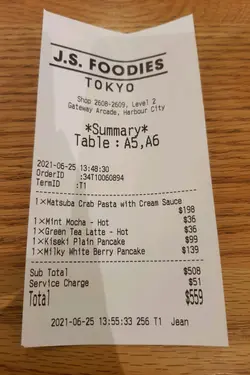 J.S. FOODIES
TOKYO
Shop 2608-2609, Level 2
Gateway Arcade, Harbour City
*Summary*
Table : A5,A6
2021-06-25 13:48:30
OrderID :34T10060894
TermID :T1
1×Matsuba Crab Pasta with Cream Sauce
$198
1×Mint Mocha - Hot $36
1×Green Tea Latte - Hot $36
1×Kiseki Plain Pancake $99
1×Milky White Berry Pancake $139
Sub Total $508
Service Charge $51
Total $559
2021-06-25 13:55:33 256 T1 Jean